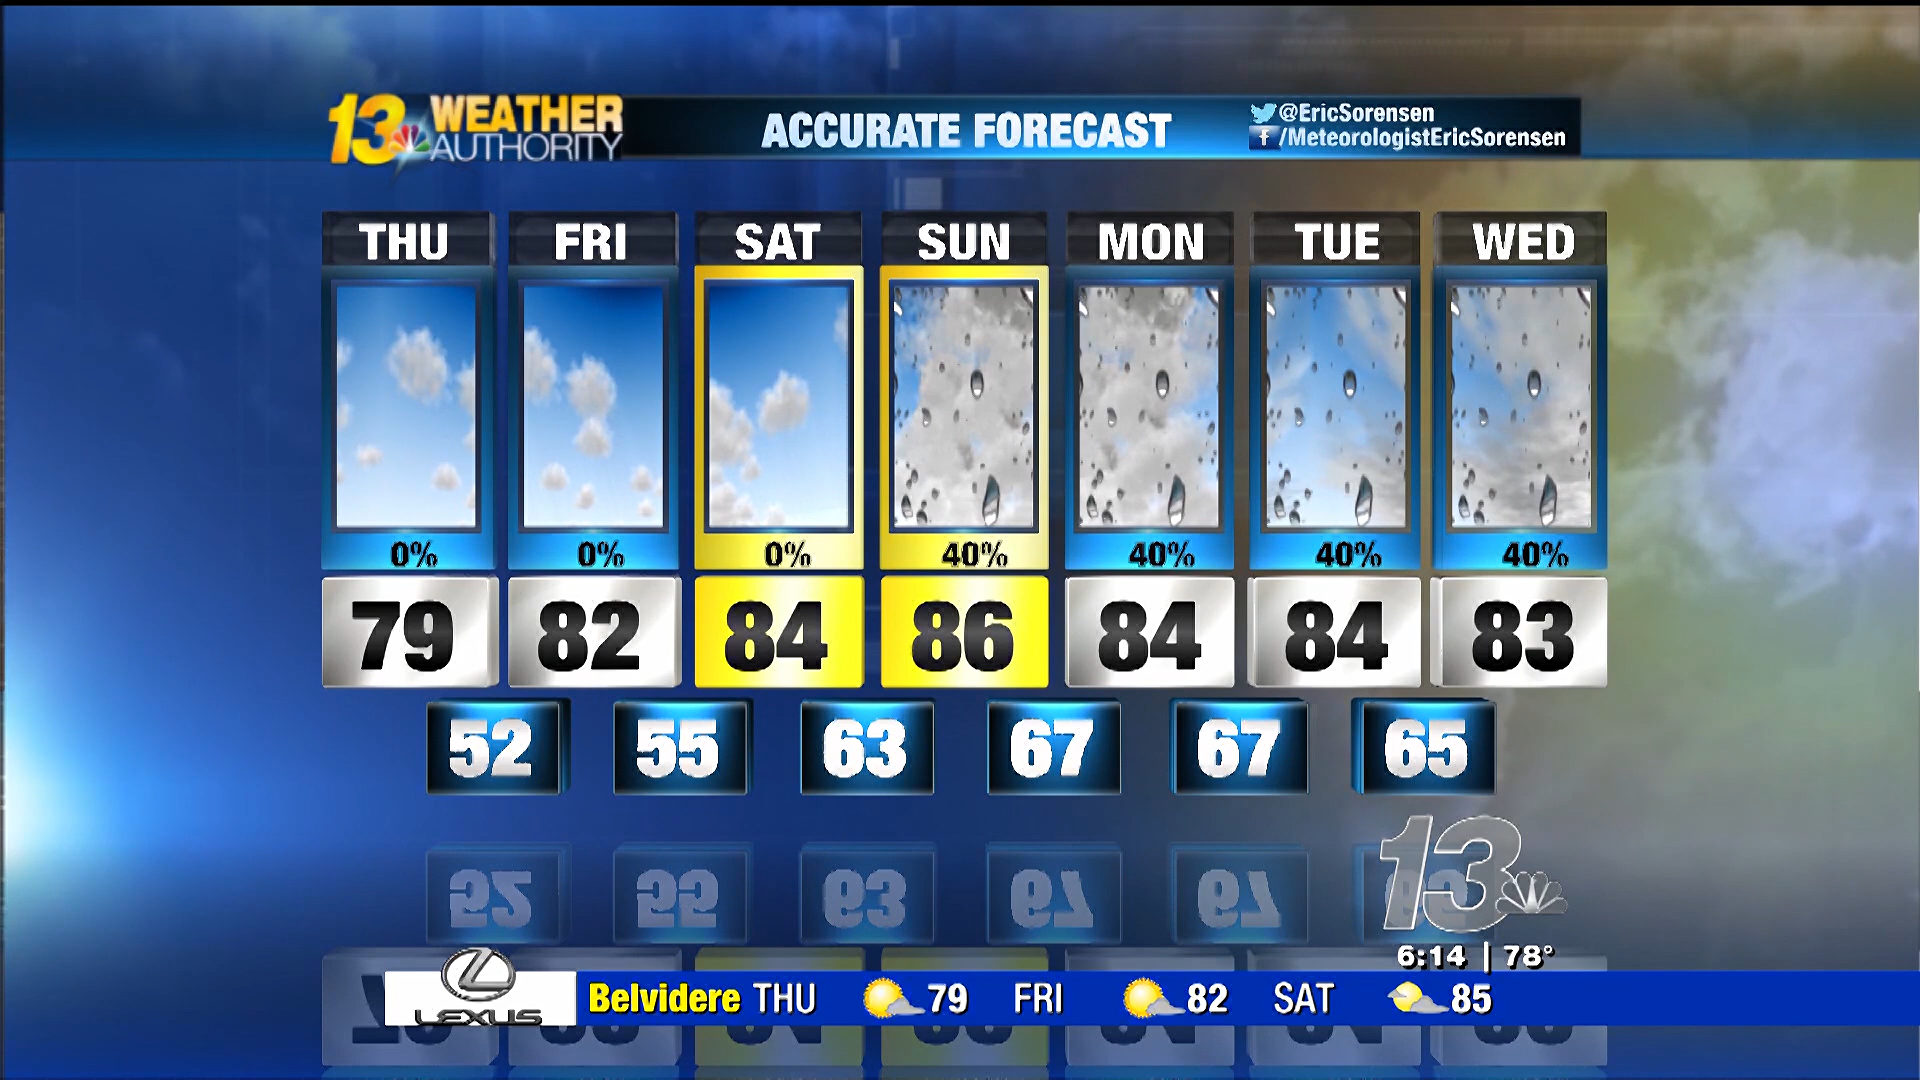 13 WEATHER AUTHORITY
ACCURATE FORECAST
@EricSorensen
f /MeteorologistEricSorensen
THU FRI SAT SUN MON TUE WED
0% 0% 0% 40% 40% 40% 40%
79 82 84 86 84 84 83
52 55 63 67 67 65
13
6:14 | 78°
LEXUS Belvidere THU 79 FRI 82 SAT 85